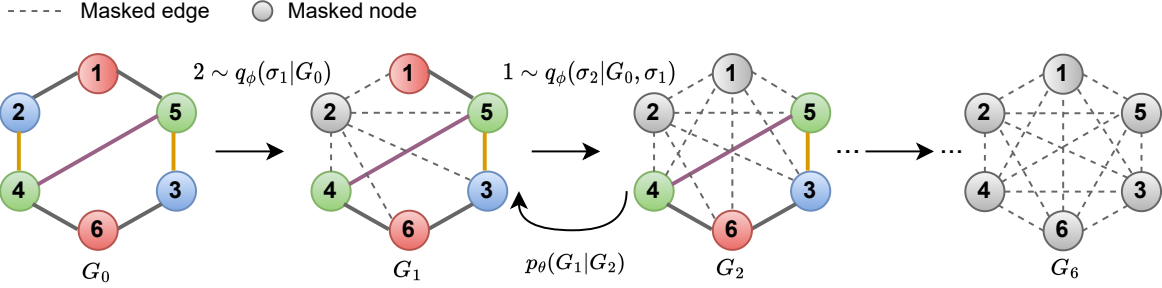 Masked edge Masked node
2 ∼ q_ϕ(σ_1|G_0) 1 ∼ q_ϕ(σ_2|G_0, σ_1)
1 1 1 1
2 5 2 5 2 5 2 5
... ...
4 3 4 3 4 3 4 3
6 6 6 6
p_θ(G_1|G_2)
G_0 G_1 G_2 G_6